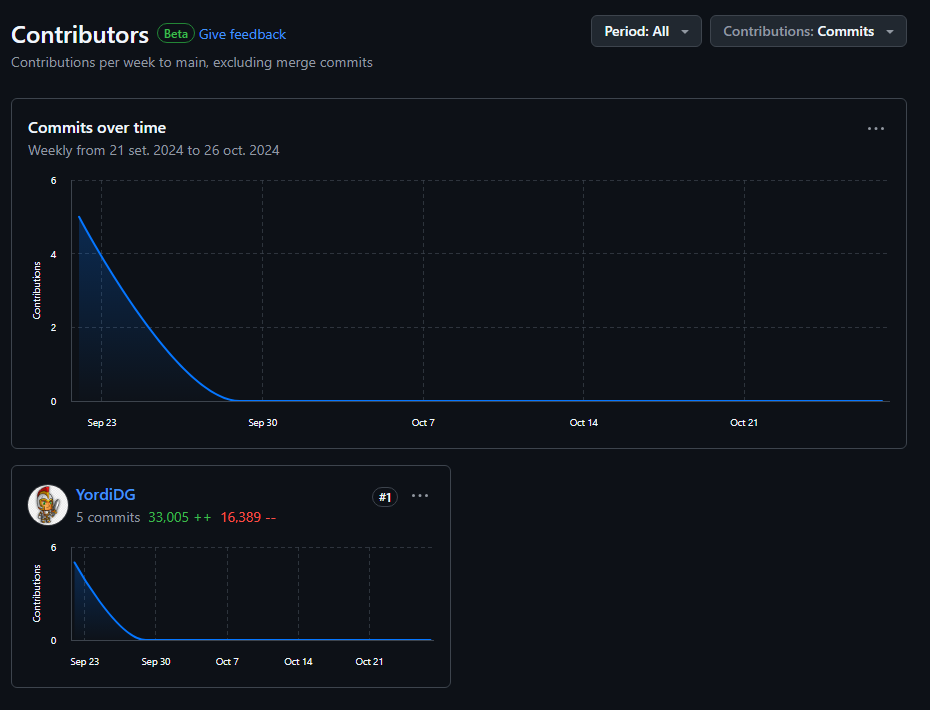 Contributors Beta Give feedback
Period: All
Contributions: Commits
Contributions per week to main, excluding merge commits
Commits over time
Weekly from 21 set. 2024 to 26 oct. 2024
6
4
2
0
Contributions
Sep 23 Sep 30 Oct 7 Oct 14 Oct 21
YordiDG
#1
5 commits 33,005 ++ 16,389 --
6
0
Contributions
Sep 23 Sep 30 Oct 7 Oct 14 Oct 21